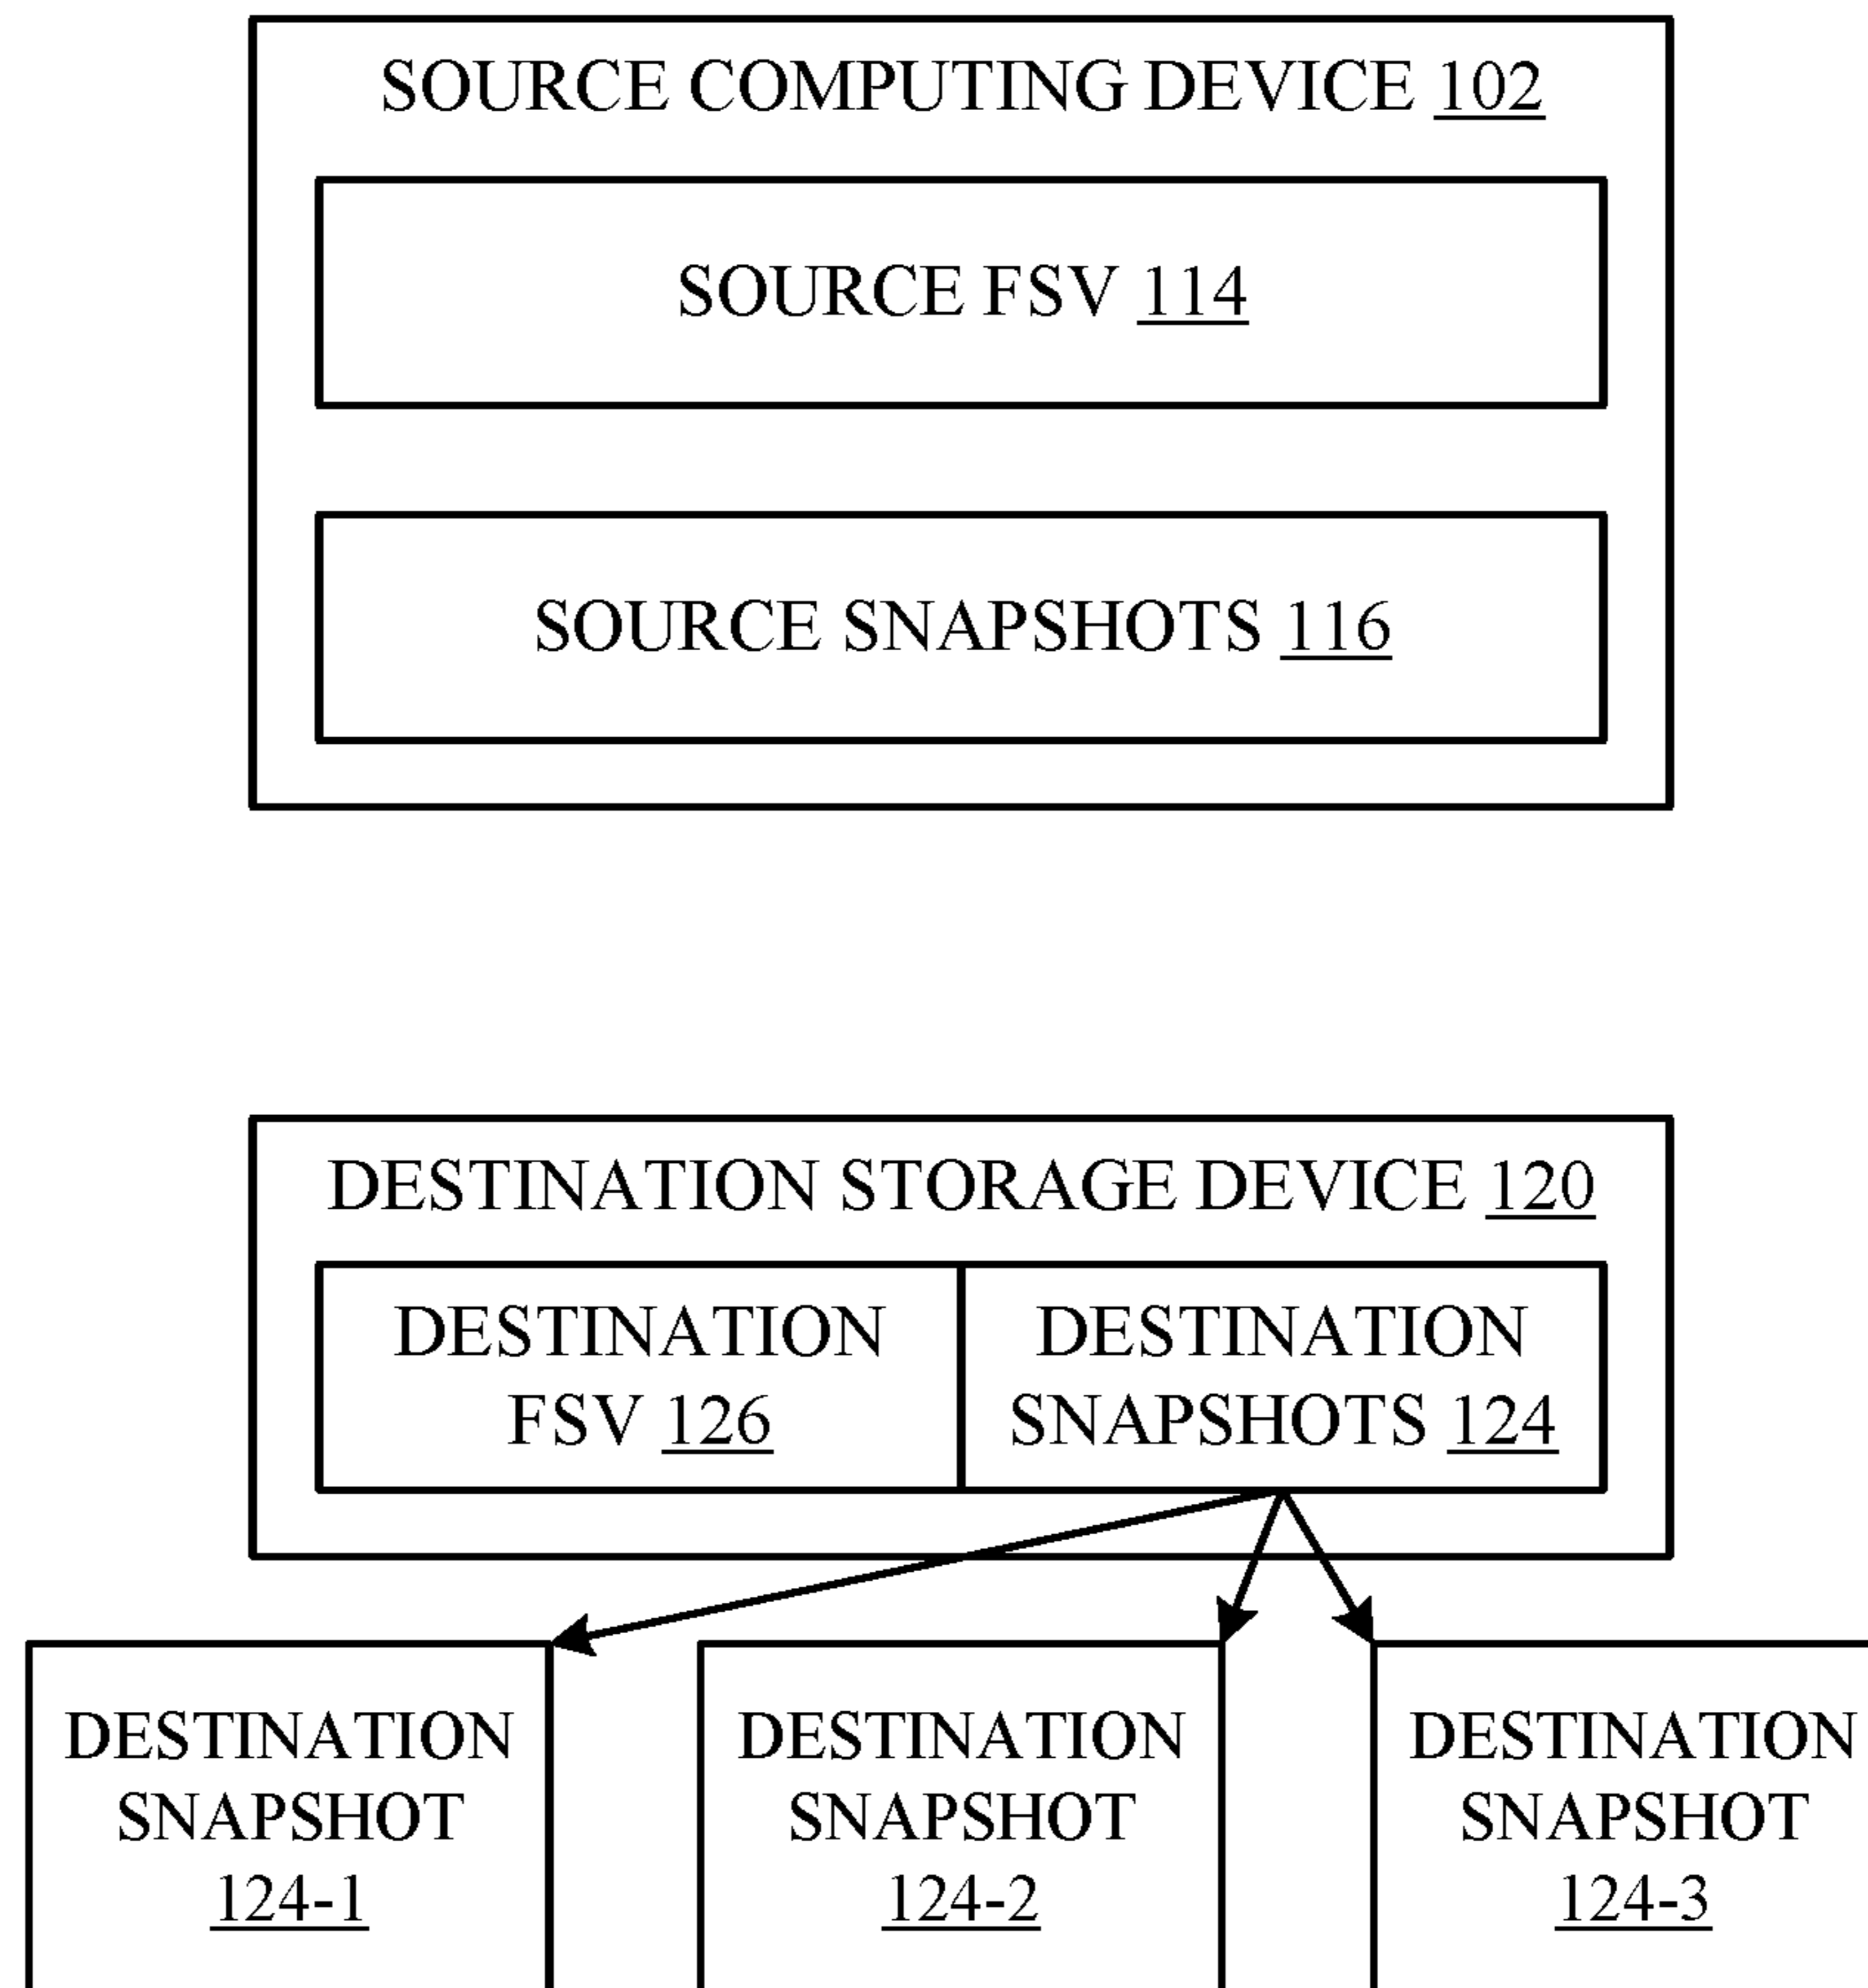 SOURCE COMPUTING DEVICE 102
SOURCE FSV 114
SOURCE SNAPSHOTS 116
DESTINATION STORAGE DEVICE 120
DESTINATION
FSV 126
DESTINATION
SNAPSHOTS 124
DESTINATION
SNAPSHOT
124-1
DESTINATION
SNAPSHOT
124-2
DESTINATION
SNAPSHOT
124-3